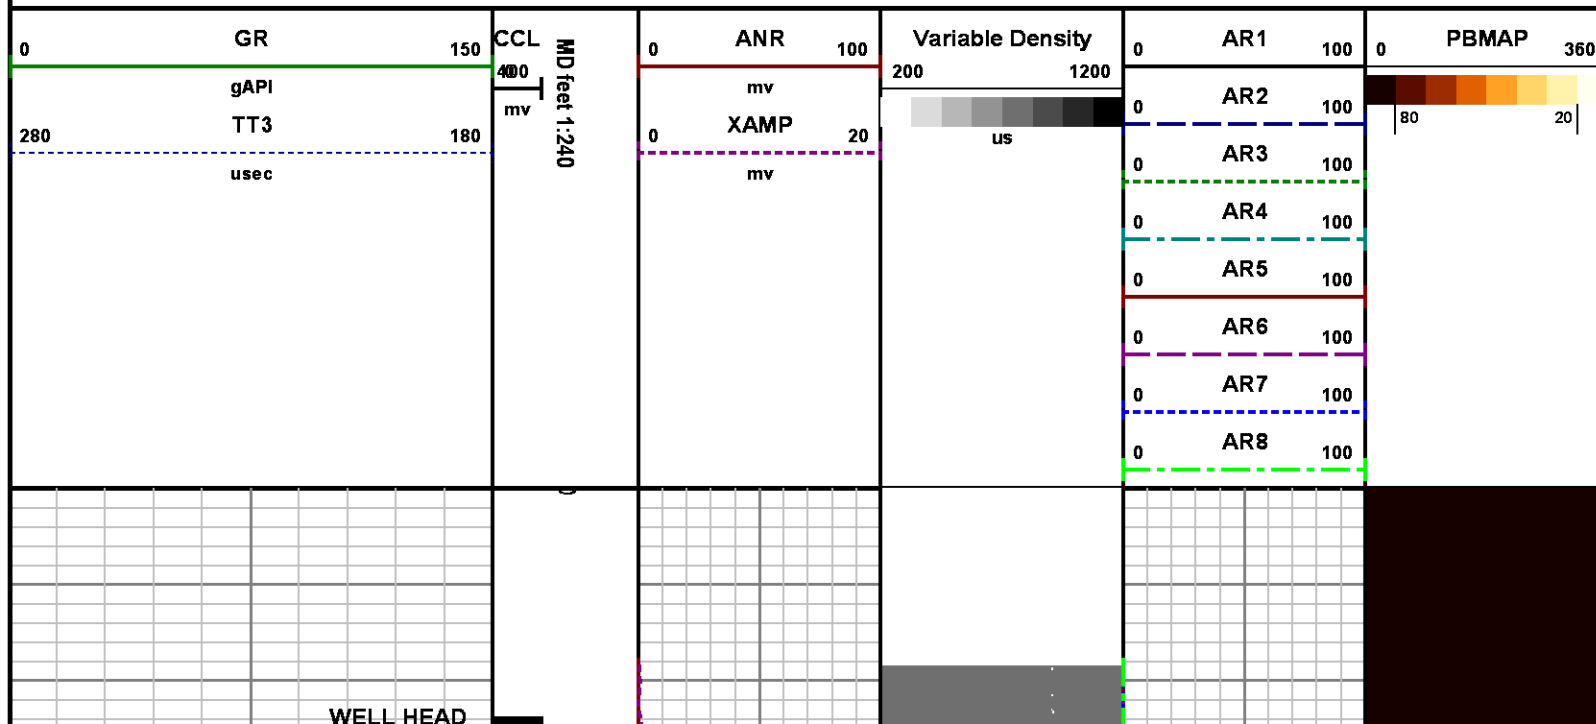 GR
0 150
gAPI
TT3
280 180
usec
CCL
400
mv
MD feet 1:240
ANR
0 100
mv
XAMP
0 20
mv
Variable Density
200 1200
us
AR1
0 100
AR2
0 100
AR3
0 100
AR4
0 100
AR5
0 100
AR6
0 100
AR7
0 100
AR8
0 100
PBMAP
0 360
80 20
WELL HEAD